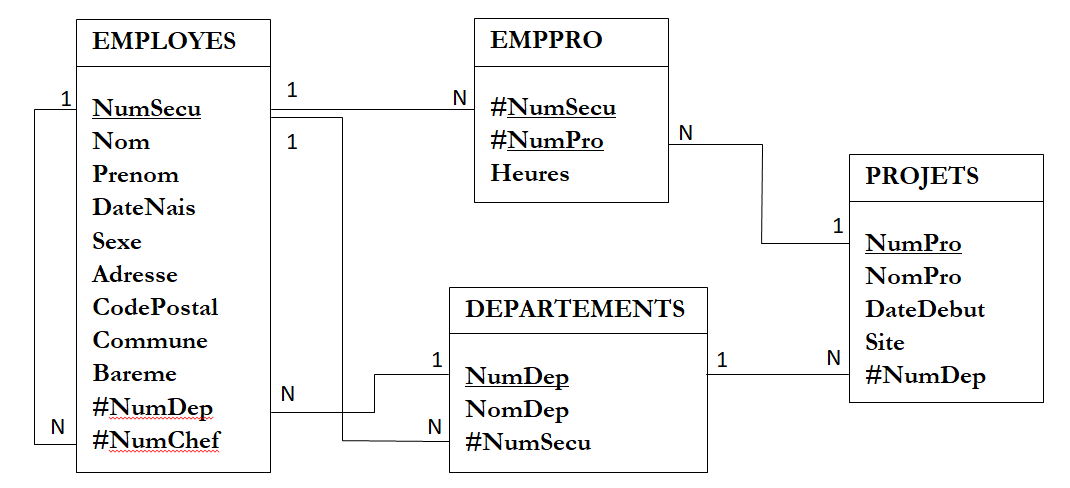 EMPLOYES
NumSecu
Nom
Prenom
DateNais
Sexe
Adresse
CodePostal
Commune
Bareme
#NumDep
#NumChef
1
N
1
1
N
N
EMPPRO
#NumSecu
#NumPro
Heures
N
1
PROJETS
NumPro
NomPro
DateDebut
Site
#NumDep
DEPARTEMENTS
NumDep
NomDep
#NumSecu
1
N
1
N